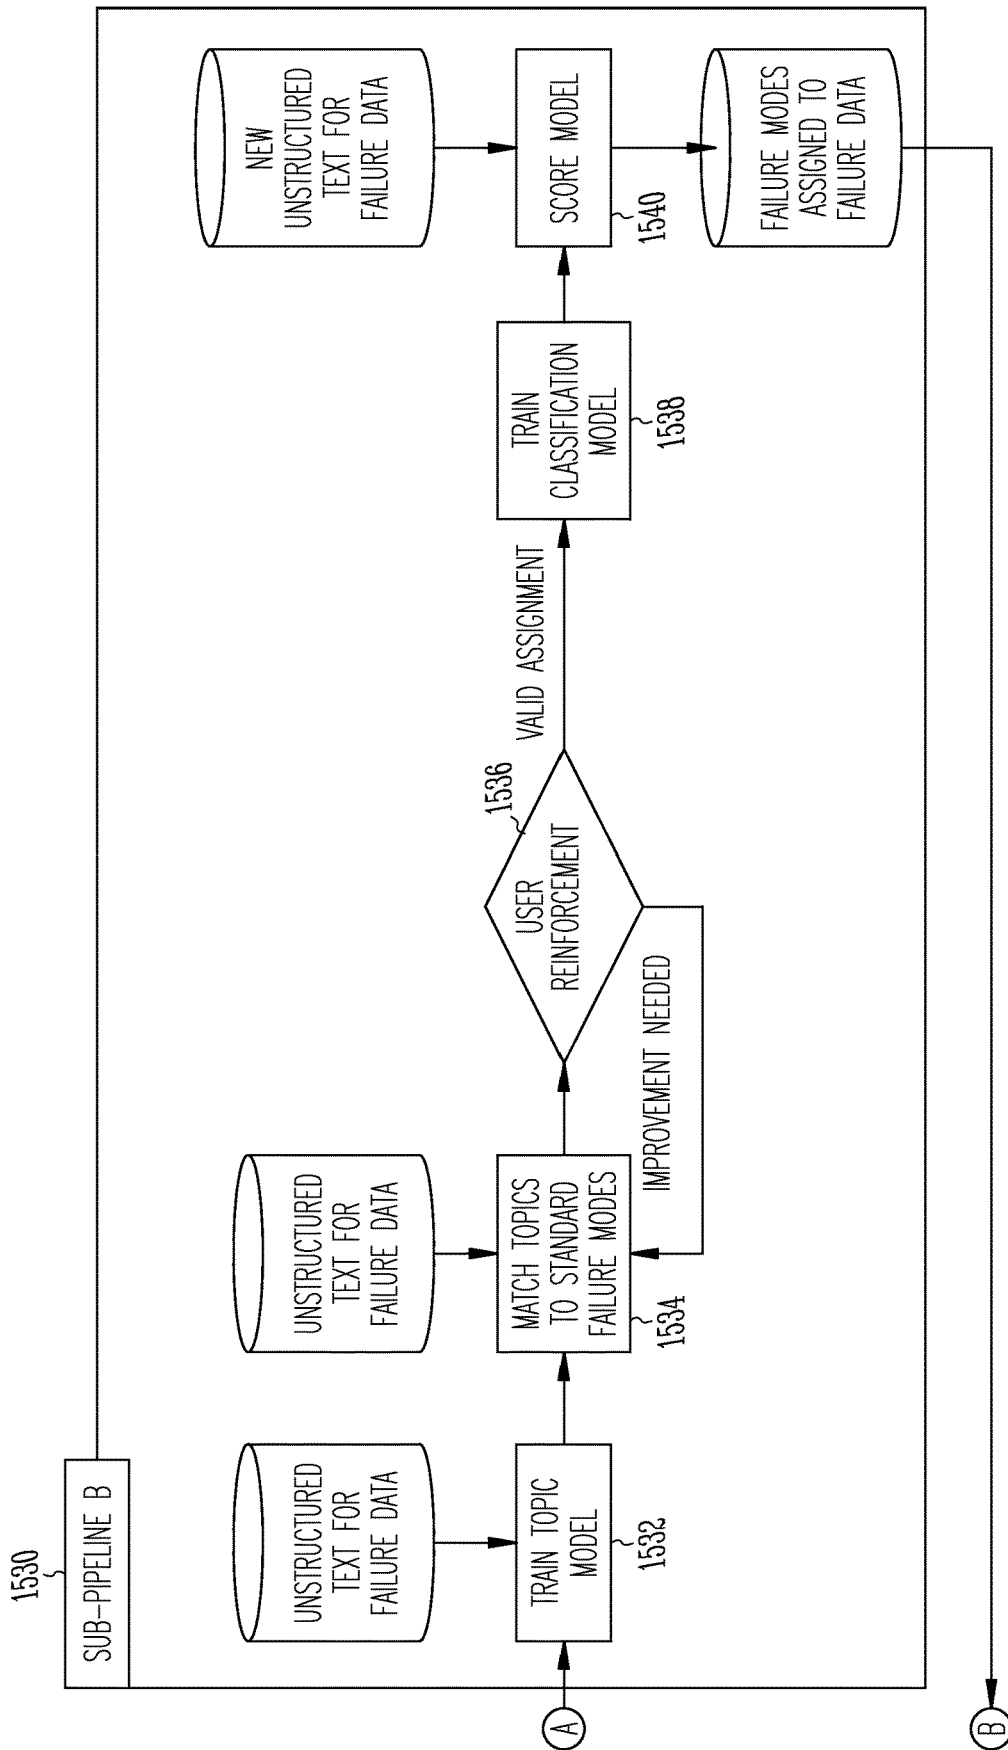 1530
SUB-PIPELINE B
UNSTRUCTURED
TEXT FOR
FAILURE DATA
UNSTRUCTURED
TEXT FOR
FAILURE DATA
NEW
UNSTRUCTURED
TEXT FOR
FAILURE DATA
A
TRAIN TOPIC
MODEL
1532
MATCH TOPICS
TO STANDARD
FAILURE MODES
1534
USER
REINFORCEMENT
1536
VALID ASSIGNMENT
IMPROVEMENT NEEDED
TRAIN
CLASSIFICATION
MODEL
1538
SCORE MODEL
1540
FAILURE MODES
ASSIGNED TO
FAILURE DATA
B